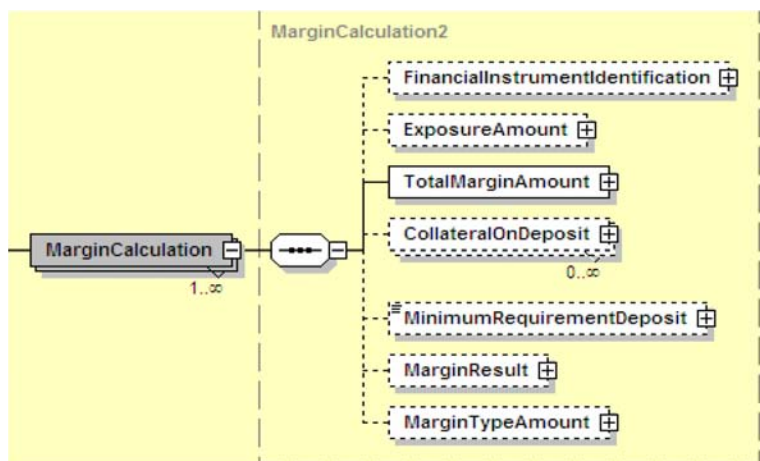 MarginCalculation2
FinancialInstrumentIdentification
ExposureAmount
TotalMarginAmount
CollateralOnDeposit
0..∞
MarginCalculation
1..∞
MinimumRequirementDeposit
MarginResult
MarginTypeAmount